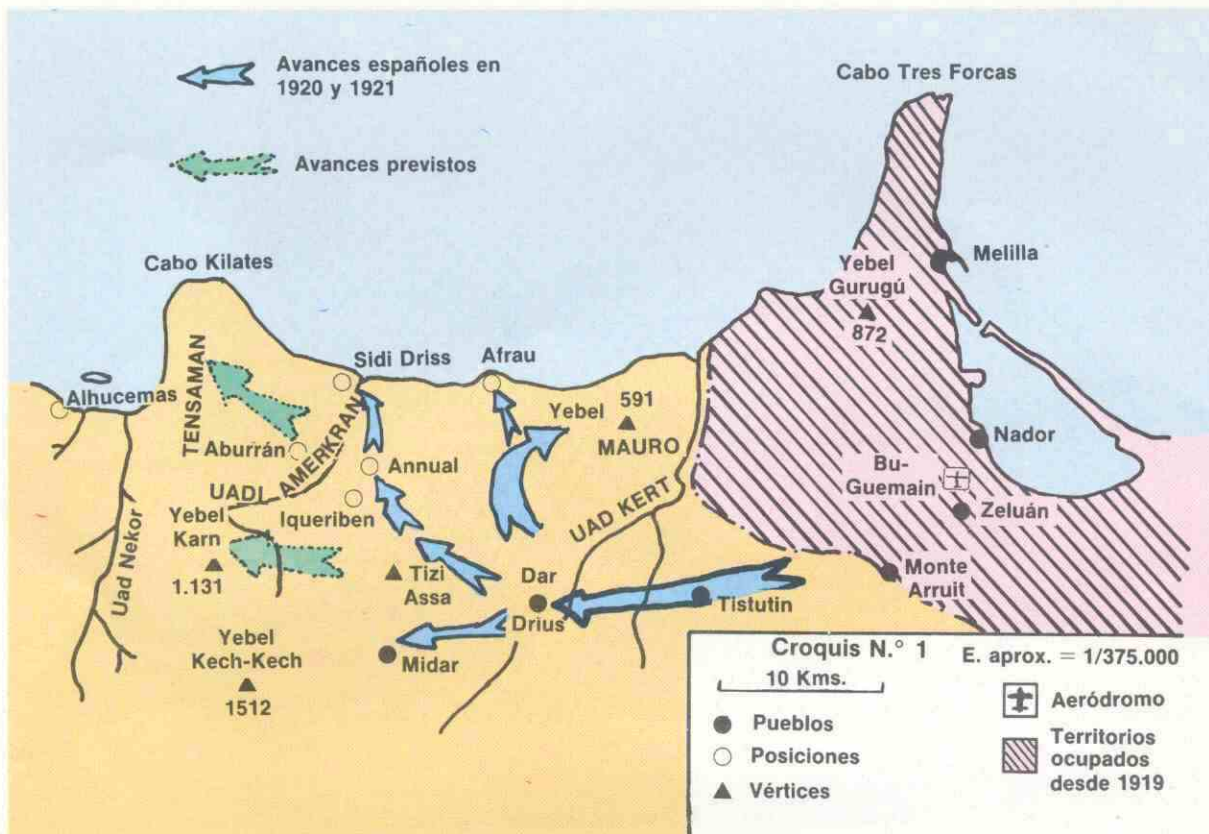 Avances españoles en
1920 y 1921
Avances previstos
Cabo Tres Forcas
Cabo Kilates
Melilla
Yebel
Gurugú
872
Sidi Driss
Afrau
Alhucemas
TENSAMAN
591
Yebel
MAURO
Nador
Aburrán
AMERKRAN
Annual
Bu-
Guemain
UADI
Iqueriben
UAD KERT
Zeluán
Yebel
Karn
1.131
Uad Nekor
Tizi
Assa
Dar
Drius
Tistutin
Monte
Arruit
Midar
Yebel
Kech-Kech
1512
Croquis N.° 1
E. aprox. = 1/375.000
10 Kms.
Pueblos
Posiciones
Vértices
Aeródromo
Territorios
ocupados
desde 1919